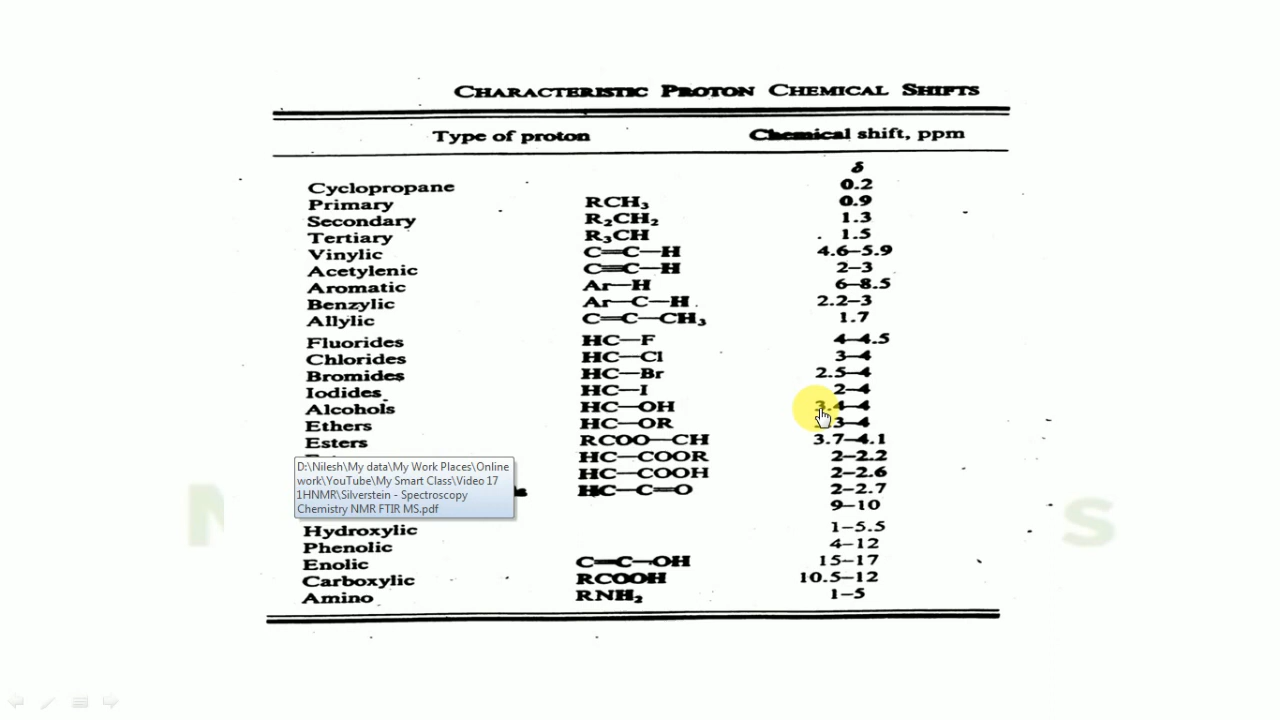 CHARACTERISTIC PROTON CHEMICAL SHIFTS
Type of proton Chemical shift, ppm
δ
Cyclopropane 0.2
Primary RCH₃ 0.9
Secondary R₂CH₂ 1.3
Tertiary R₃CH 1.5
Vinylic C=C—H 4.6–5.9
Acetylenic C≡C—H 2–3
Aromatic Ar—H 6–8.5
Benzylic Ar—C—H 2.2–3
Allylic C=C—CH₃ 1.7
Fluorides HC—F 4–4.5
Chlorides HC—Cl 3–4
Bromides HC—Br 2.5–4
Iodides HC—I 2–4
Alcohols HC—OH 3.4–4
Ethers HC—OR 3–4
Esters RCOO—CH 3.7–4.1
HC—COOR 2–2.2
HC—COOH 2–2.6
HC—C=O 2–2.7
9–10
D:\Nilesh\My data\My Work Places\Online
work\YouTube\My Smart Class\Video 17
1HNMR\Silverstein - Spectroscopy
Chemistry NMR FTIR MS.pdf
Hydroxylic 1–5.5
Phenolic 4–12
Enolic C=C—OH 15–17
Carboxylic RCOOH 10.5–12
Amino RNH₂ 1–5